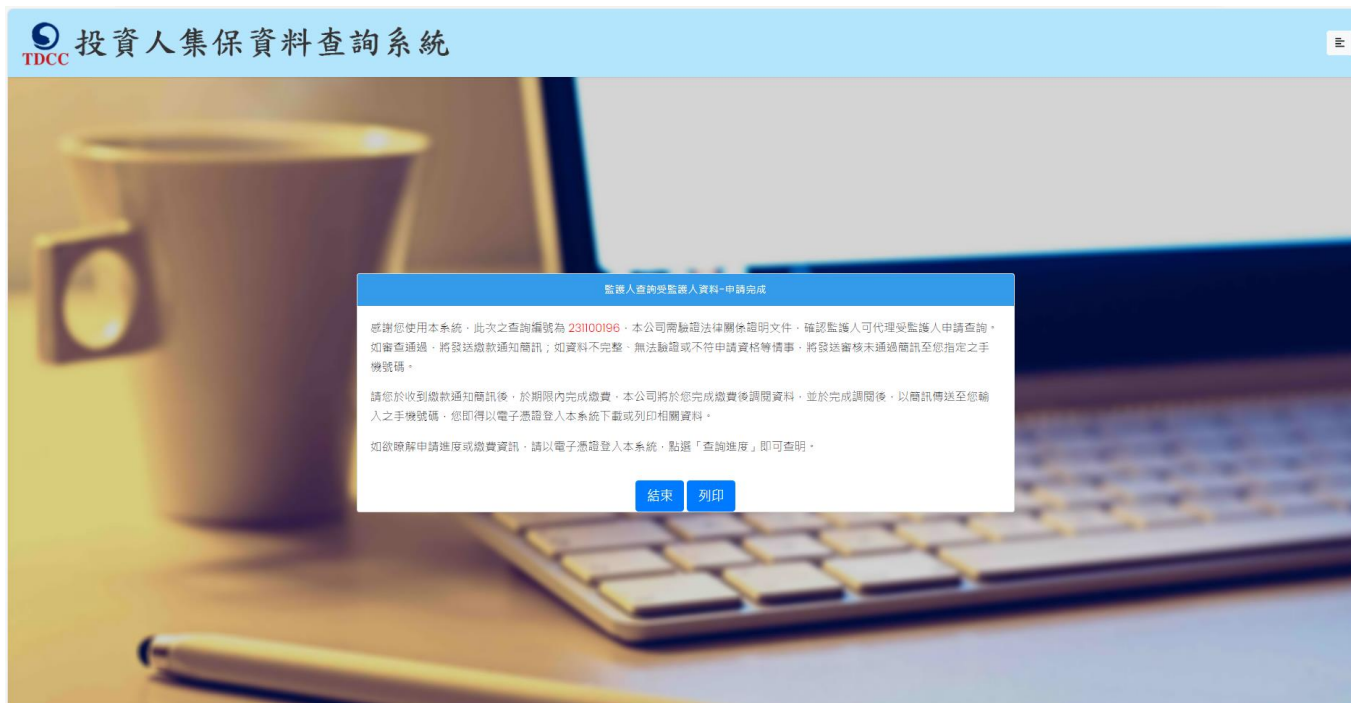 TDCC 投資人集保資料查詢系統
監護人查詢受監護人資料-申請完成
感謝您使用本系統，此次之查詢編號為 231100196，本公司需驗證法律關係證明文件，確認監護人可代理受監護人申請查詢。
如審查通過，將發送繳款通知簡訊；如資料不完整、無法驗證或不符申請資格等情事，將發送審核未通過簡訊至您指定之手
機號碼。
請您於收到繳款通知簡訊後，於期限內完成繳費，本公司將於您完成繳費後調閱資料，並於完成調閱後，以簡訊傳送至您輸
入之手機號碼，您即得以電子憑證登入本系統下載或列印相關資料。
如欲瞭解申請進度或繳費資訊，請以電子憑證登入本系統，點選「查詢進度」即可查明。
結束 列印